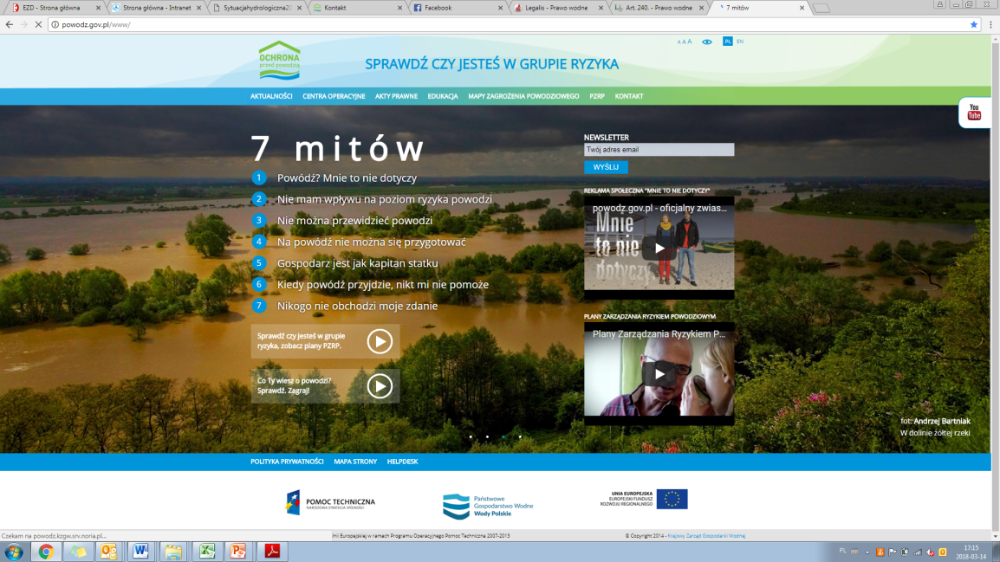 EZD - Strona główna
Strona główna - Intranet
Sytuacjahydrologiczna20
Kontakt
Facebook
Legalis - Prawo wodne
Art. 240. - Prawo wodne
7 mitów
powodz.gov.pl/www/
OCHRONA
przed powodzią
SPRAWDŹ CZY JESTEŚ W GRUPIE RYZYKA
A A A
PL EN
AKTUALNOŚCI CENTRA OPERACYJNE AKTY PRAWNE EDUKACJA MAPY ZAGROŻENIA POWODZIOWEGO PZRP KONTAKT
You
Tube
7 mitów
1 Powódź? Mnie to nie dotyczy
2 Nie mam wpływu na poziom ryzyka powodzi
3 Nie można przewidzieć powodzi
4 Na powódź nie można się przygotować
5 Gospodarz jest jak kapitan statku
6 Kiedy powódź przyjdzie, nikt mi nie pomoże
7 Nikogo nie obchodzi moje zdanie
Sprawdź czy jesteś w grupie
ryzyka, zobacz plany PZRP.
Co Ty wiesz o powodzi?
Sprawdź. Zagraj!
NEWSLETTER
Twój adres email
WYŚLIJ
REKLAMA SPOŁECZNA "MNIE TO NIE DOTYCZY"
powodz.gov.pl - oficjalny zwias...
Mnie
to nie
dotyczy
PLANY ZARZĄDZANIA RYZYKIEM POWODZIOWYM
Plany Zarządzania Ryzykiem P...
fot: Andrzej Bartniak
W dolinie żółtej rzeki
POLITYKA PRYWATNOŚCI MAPA STRONY HELPDESK
POMOC TECHNICZNA
NARODOWA STRATEGIA SPÓJNOŚCI
Państwowe
Gospodarstwo Wodne
Wody Polskie
UNIA EUROPEJSKA
EUROPEJSKI FUNDUSZ
ROZWOJU REGIONALNEGO
Czekam na powodz.kzgw.srv.noria.pl...
Unii Europejskiej w ramach Programu Operacyjnego Pomoc Techniczna 2007-2013
© Copyright 2014 - Krajowy Zarząd Gospodarki Wodnej
PL
17:15
2018-03-14